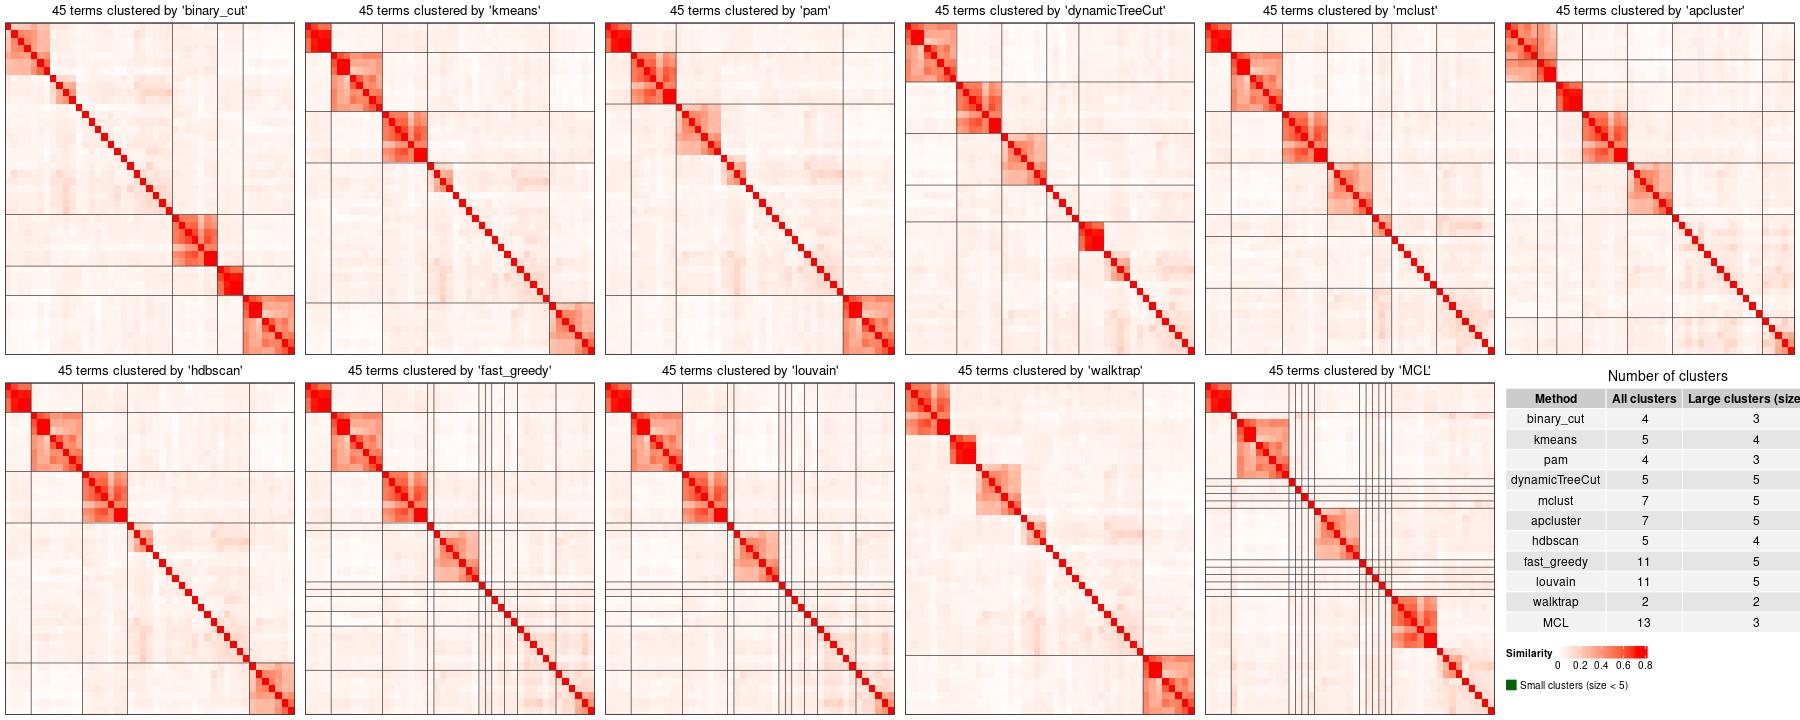 45 terms clustered by 'binary_cut'
45 terms clustered by 'kmeans'
45 terms clustered by 'pam'
45 terms clustered by 'dynamicTreeCut'
45 terms clustered by 'mclust'
45 terms clustered by 'apcluster'
45 terms clustered by 'hdbscan'
45 terms clustered by 'fast_greedy'
45 terms clustered by 'louvain'
45 terms clustered by 'walktrap'
45 terms clustered by 'MCL'
Number of clusters
Method All clusters Large clusters (size
binary_cut 4 3
kmeans 5 4
pam 4 3
dynamicTreeCut 5 5
mclust 7 5
apcluster 7 5
hdbscan 5 4
fast_greedy 11 5
louvain 11 5
walktrap 2 2
MCL 13 3
Similarity
0 0.2 0.4 0.6 0.8
Small clusters (size < 5)